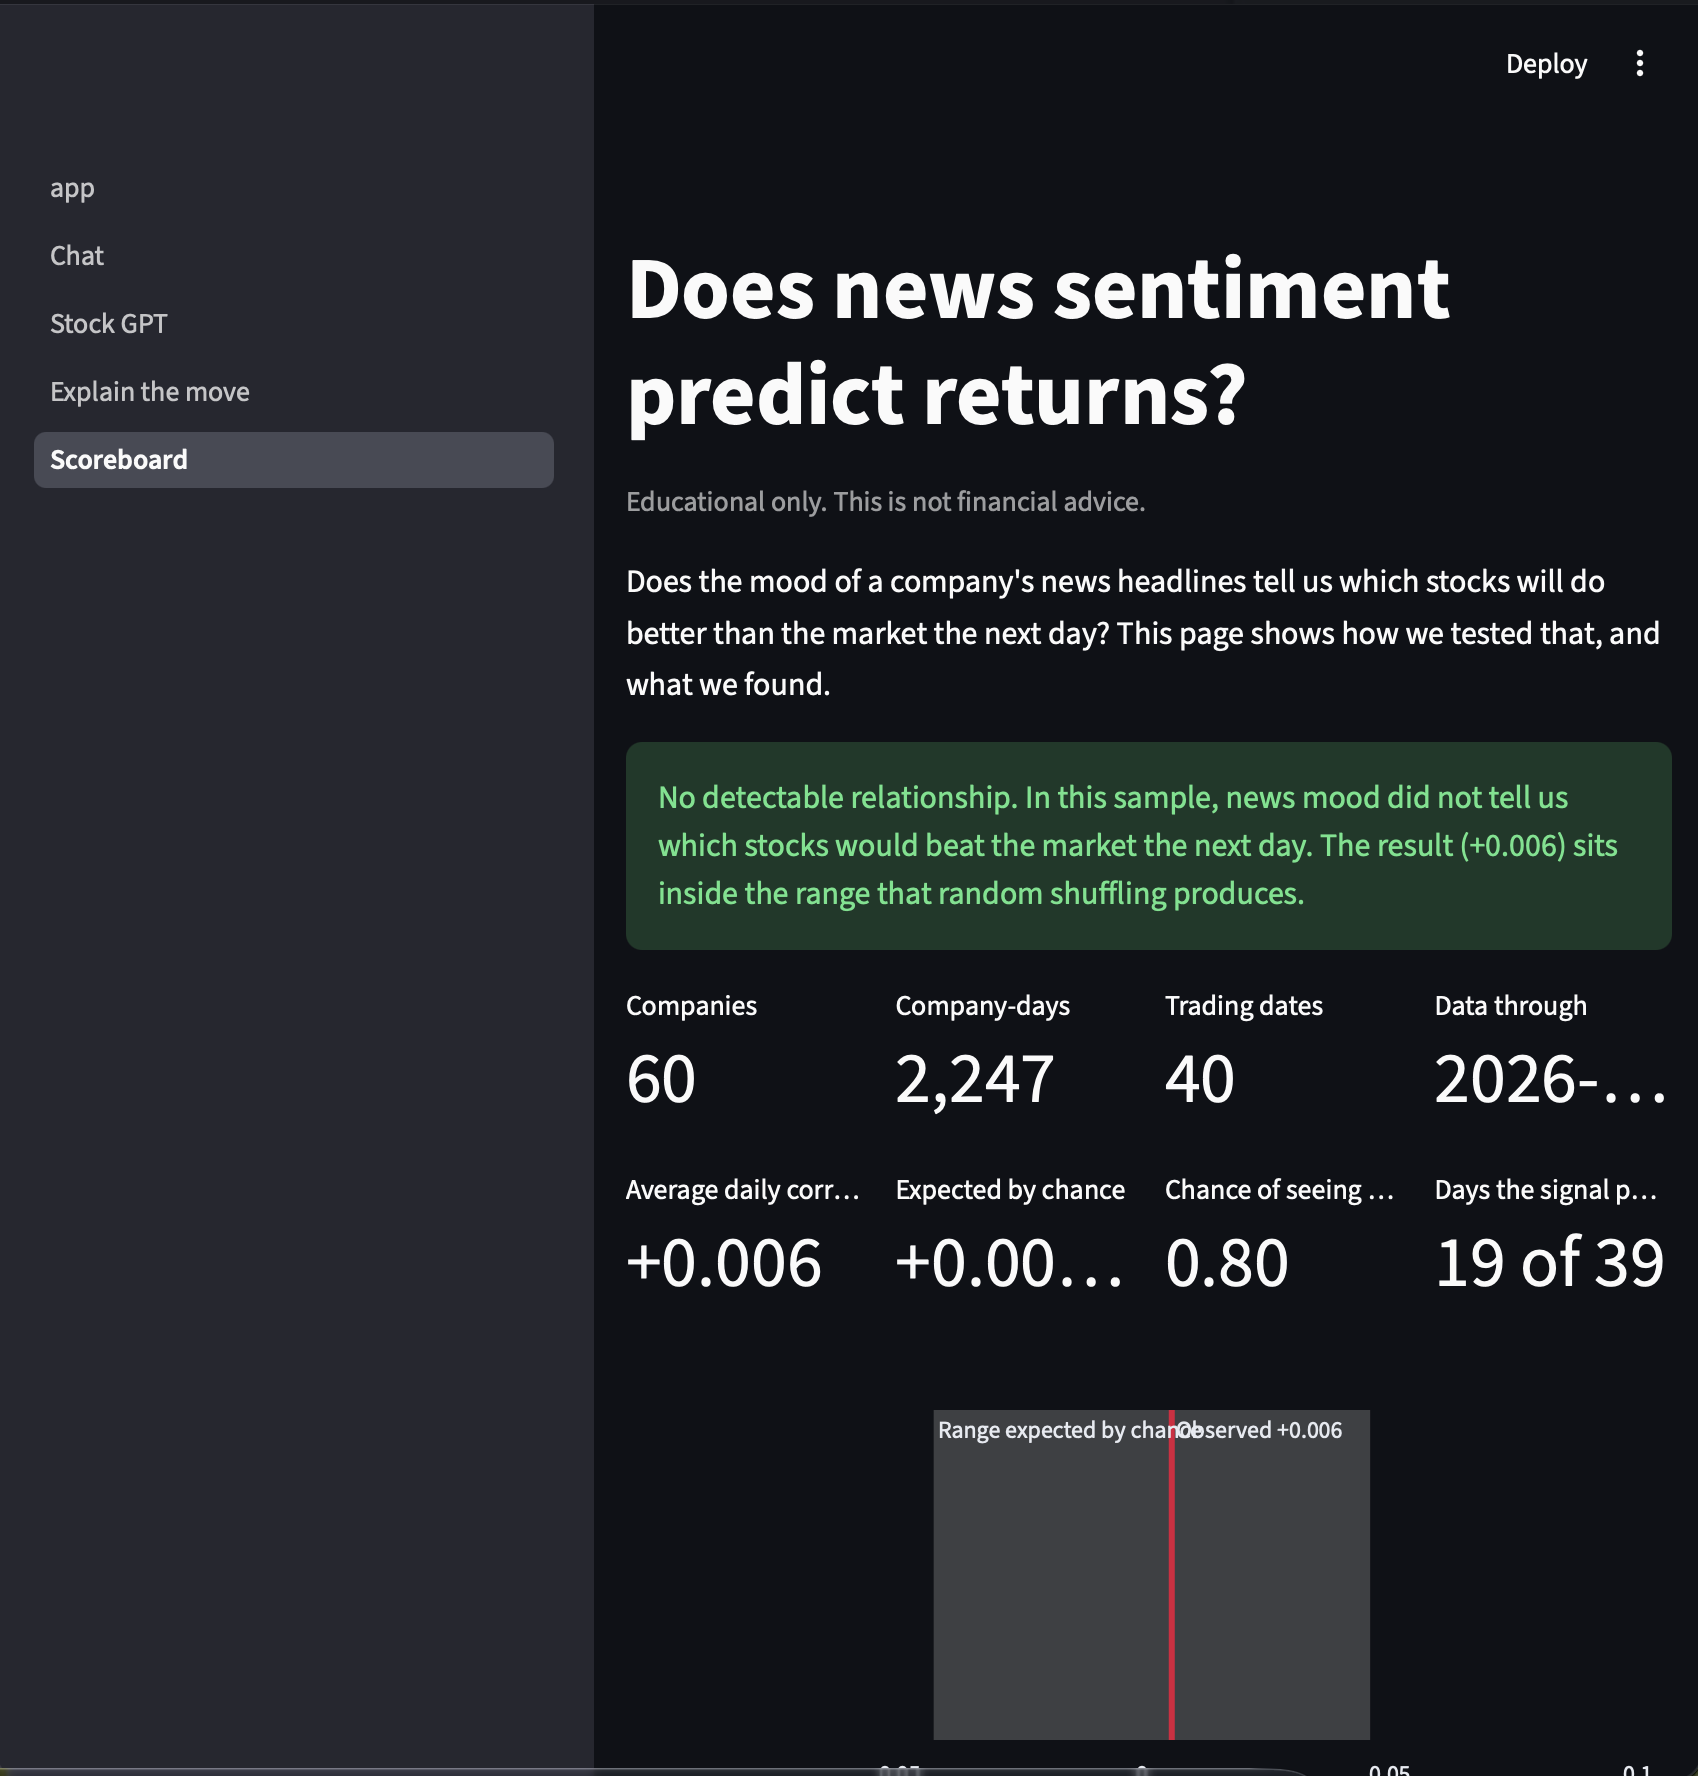 Deploy
app
Chat
Stock GPT
Explain the move
Scoreboard
Does news sentiment
predict returns?
Educational only. This is not financial advice.
Does the mood of a company's news headlines tell us which stocks will do
better than the market the next day? This page shows how we tested that, and
what we found.
No detectable relationship. In this sample, news mood did not tell us
which stocks would beat the market the next day. The result (+0.006) sits
inside the range that random shuffling produces.
Companies
60
Company-days
2,247
Trading dates
40
Data through
2026-…
Average daily corr…
+0.006
Expected by chance
+0.00…
Chance of seeing …
0.80
Days the signal p…
19 of 39
Range expected by chance
Observed +0.006
0 0.05 0.1